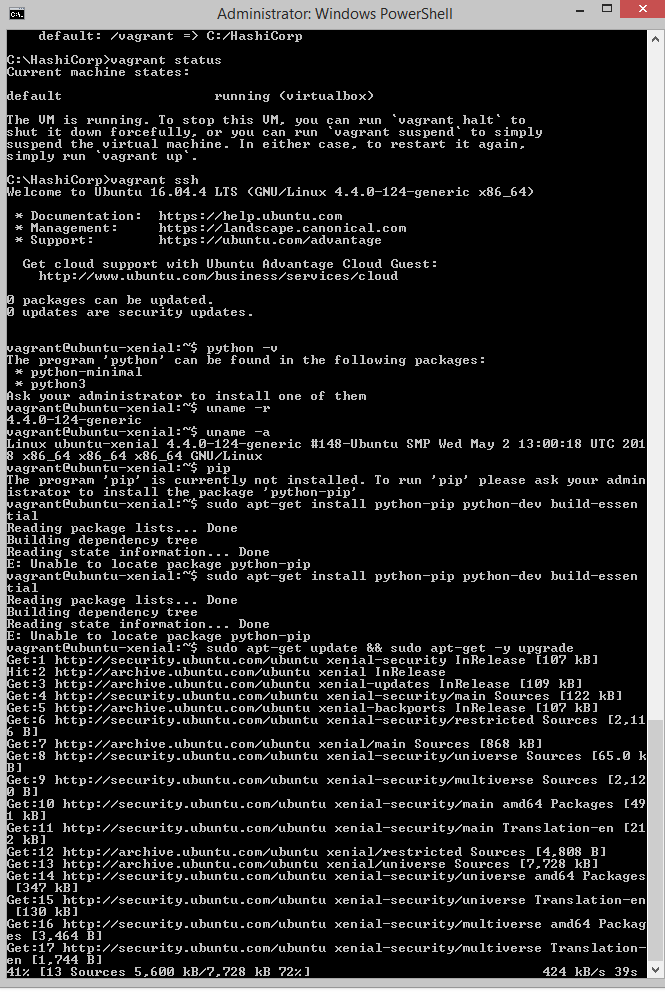 Administrator: Windows PowerShell
default: /vagrant => C:/HashiCorp
C:\HashiCorp>vagrant status
Current machine states:
default                   running (virtualbox)
The VM is running. To stop this VM, you can run `vagrant halt` to
shut it down forcefully, or you can run `vagrant suspend` to simply
suspend the virtual machine. In either case, to restart it again,
simply run `vagrant up`.
C:\HashiCorp>vagrant ssh
Welcome to Ubuntu 16.04.4 LTS (GNU/Linux 4.4.0-124-generic x86_64)
* Documentation:  https://help.ubuntu.com
* Management:     https://landscape.canonical.com
* Support:        https://ubuntu.com/advantage
Get cloud support with Ubuntu Advantage Cloud Guest:
http://www.ubuntu.com/business/services/cloud
0 packages can be updated.
0 updates are security updates.
vagrant@ubuntu-xenial:~$ python -v
The program 'python' can be found in the following packages:
* python-minimal
* python3
Ask your administrator to install one of them
vagrant@ubuntu-xenial:~$ uname -r
4.4.0-124-generic
vagrant@ubuntu-xenial:~$ uname -a
Linux ubuntu-xenial 4.4.0-124-generic #148-Ubuntu SMP Wed May 2 13:00:18 UTC 201
8 x86_64 x86_64 x86_64 GNU/Linux
vagrant@ubuntu-xenial:~$ pip
The program 'pip' is currently not installed. To run 'pip' please ask your admin
istrator to install the package 'python-pip'
vagrant@ubuntu-xenial:~$ sudo apt-get install python-pip python-dev build-essen
tial
Reading package lists... Done
Building dependency tree
Reading state information... Done
E: Unable to locate package python-pip
vagrant@ubuntu-xenial:~$ sudo apt-get install python-pip python-dev build-essen
tial
Reading package lists... Done
Building dependency tree
Reading state information... Done
E: Unable to locate package python-pip
vagrant@ubuntu-xenial:~$ sudo apt-get update && sudo apt-get -y upgrade
Get:1 http://security.ubuntu.com/ubuntu xenial-security InRelease [107 kB]
Hit:2 http://archive.ubuntu.com/ubuntu xenial InRelease
Get:3 http://archive.ubuntu.com/ubuntu xenial-updates InRelease [109 kB]
Get:4 http://security.ubuntu.com/ubuntu xenial-security/main Sources [122 kB]
Get:5 http://archive.ubuntu.com/ubuntu xenial-backports InRelease [107 kB]
Get:6 http://security.ubuntu.com/ubuntu xenial-security/restricted Sources [2,11
6 B]
Get:7 http://archive.ubuntu.com/ubuntu xenial/main Sources [868 kB]
Get:8 http://security.ubuntu.com/ubuntu xenial-security/universe Sources [65.0 k
B]
Get:9 http://security.ubuntu.com/ubuntu xenial-security/multiverse Sources [2,12
0 B]
Get:10 http://security.ubuntu.com/ubuntu xenial-security/main amd64 Packages [49
1 kB]
Get:11 http://security.ubuntu.com/ubuntu xenial-security/main Translation-en [21
2 kB]
Get:12 http://archive.ubuntu.com/ubuntu xenial/restricted Sources [4,808 B]
Get:13 http://archive.ubuntu.com/ubuntu xenial/universe Sources [7,728 kB]
Get:14 http://security.ubuntu.com/ubuntu xenial-security/universe amd64 Packages
[347 kB]
Get:15 http://security.ubuntu.com/ubuntu xenial-security/universe Translation-en
[130 kB]
Get:16 http://security.ubuntu.com/ubuntu xenial-security/multiverse amd64 Packag
es [3,464 B]
Get:17 http://security.ubuntu.com/ubuntu xenial-security/multiverse Translation-
en [1,744 B]
41% [13 Sources 5,600 kB/7,728 kB 72%]                             424 kB/s 39s